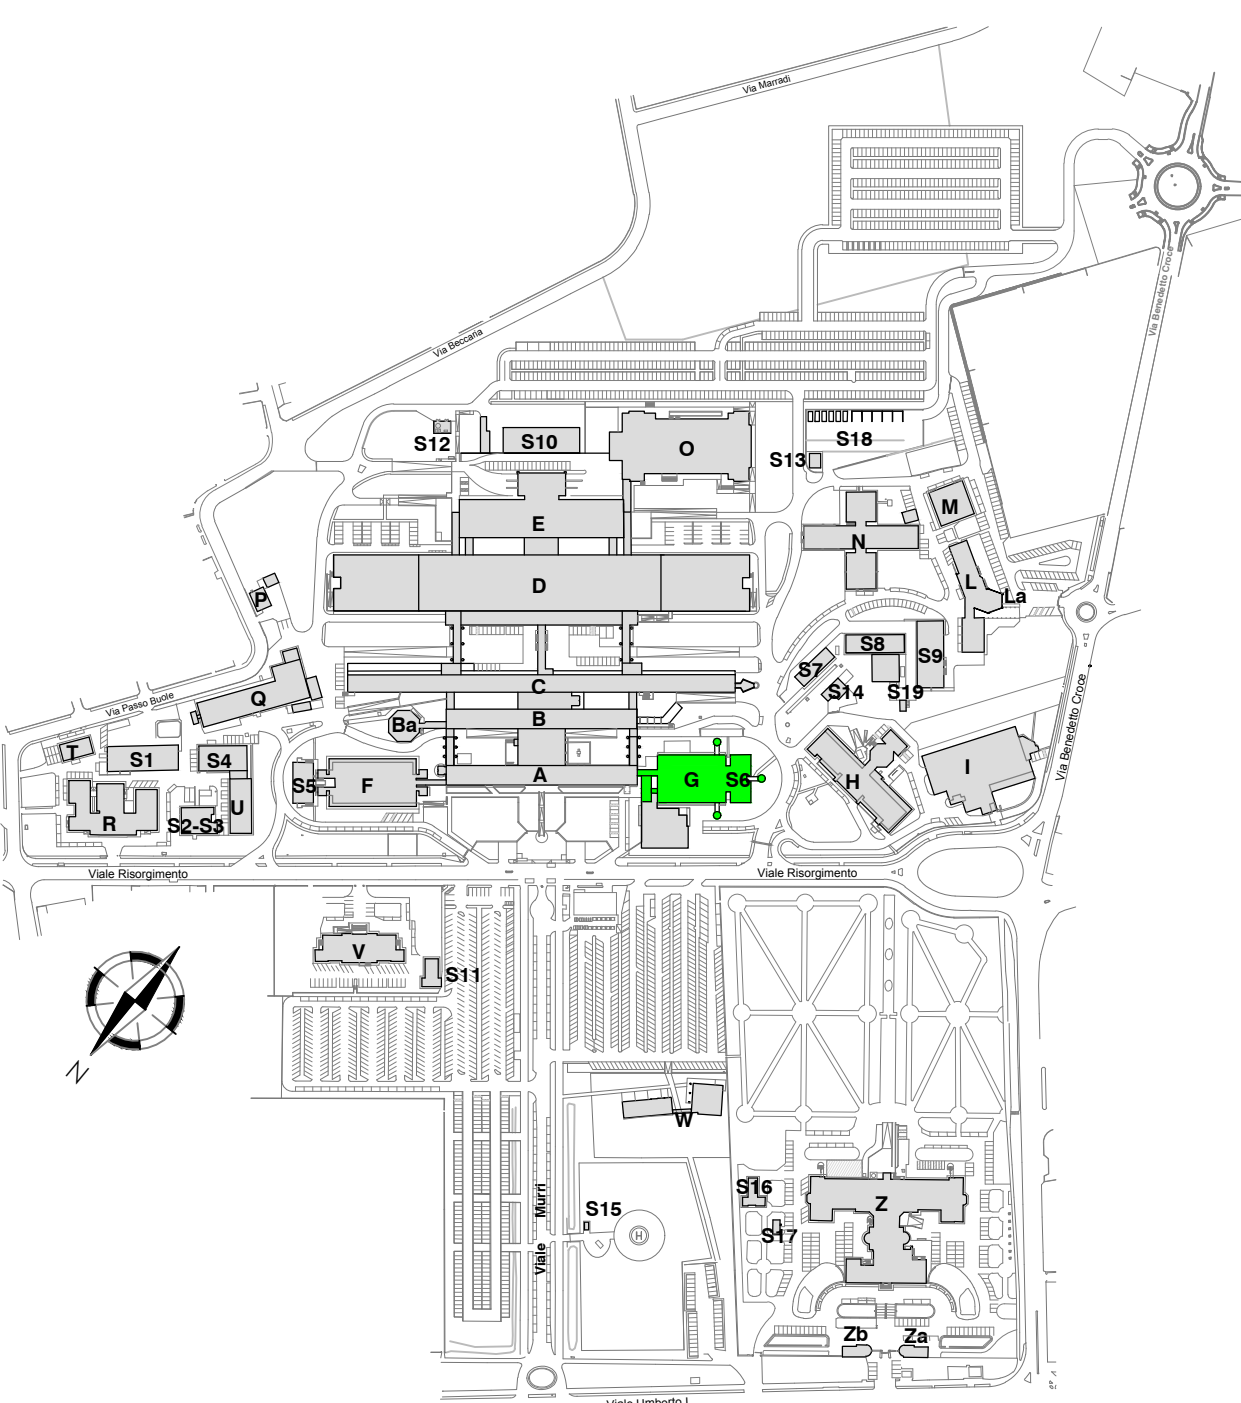 Via Marradi
Via Benedetto Croce
Via Beccaria
S12
S10
O
S18
S13
E
M
N
D
L
La
P
S8
S9
S7
S14
S19
C
Q
Via Passo Buole
B
Ba
Via Benedetto Croce
T
S1
S4
S5
F
A
G
S6
H
I
U
R
S2-S3
Viale Risorgimento
Viale Risorgimento
V
S11
N
W
S16
Z
S15
S17
H
Viale Murri
Zb
Za
Viale Umberto I